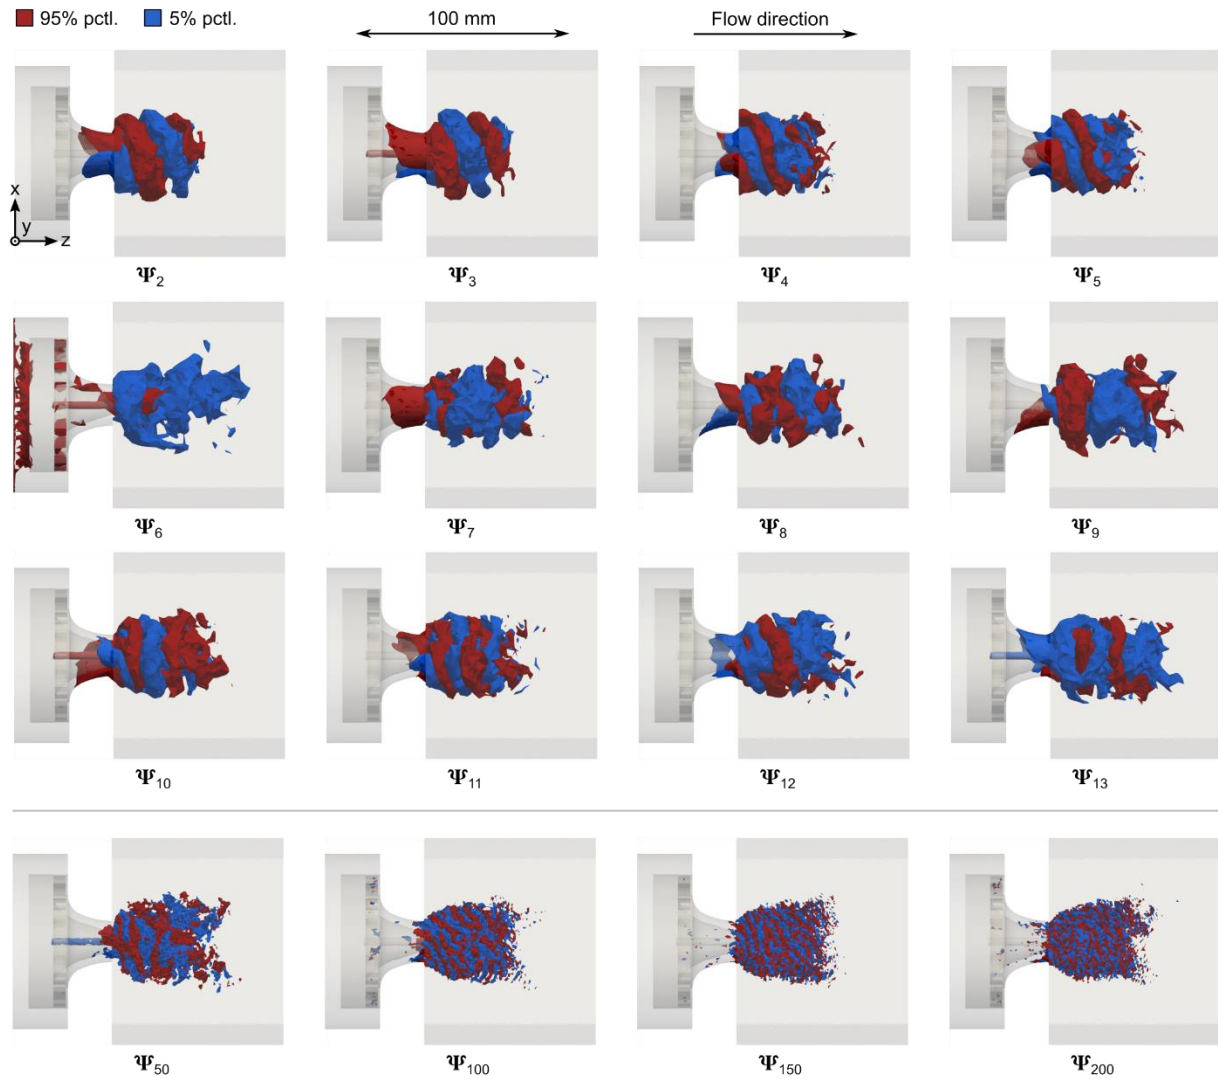 95% pctl. 5% pctl. 100 mm Flow direction
x
y
z
Ψ2 Ψ3 Ψ4 Ψ5
Ψ6 Ψ7 Ψ8 Ψ9
Ψ10 Ψ11 Ψ12 Ψ13
Ψ50 Ψ100 Ψ150 Ψ200